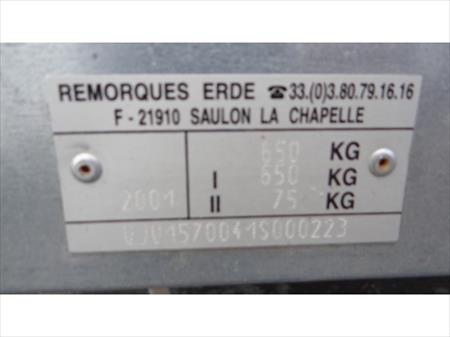 REMORQUES ERDE ☎ 33.(0)3.80.79.16.16
F - 21910 SAULON LA CHAPELLE
650 KG
I 650 KG
2001 II 75 KG